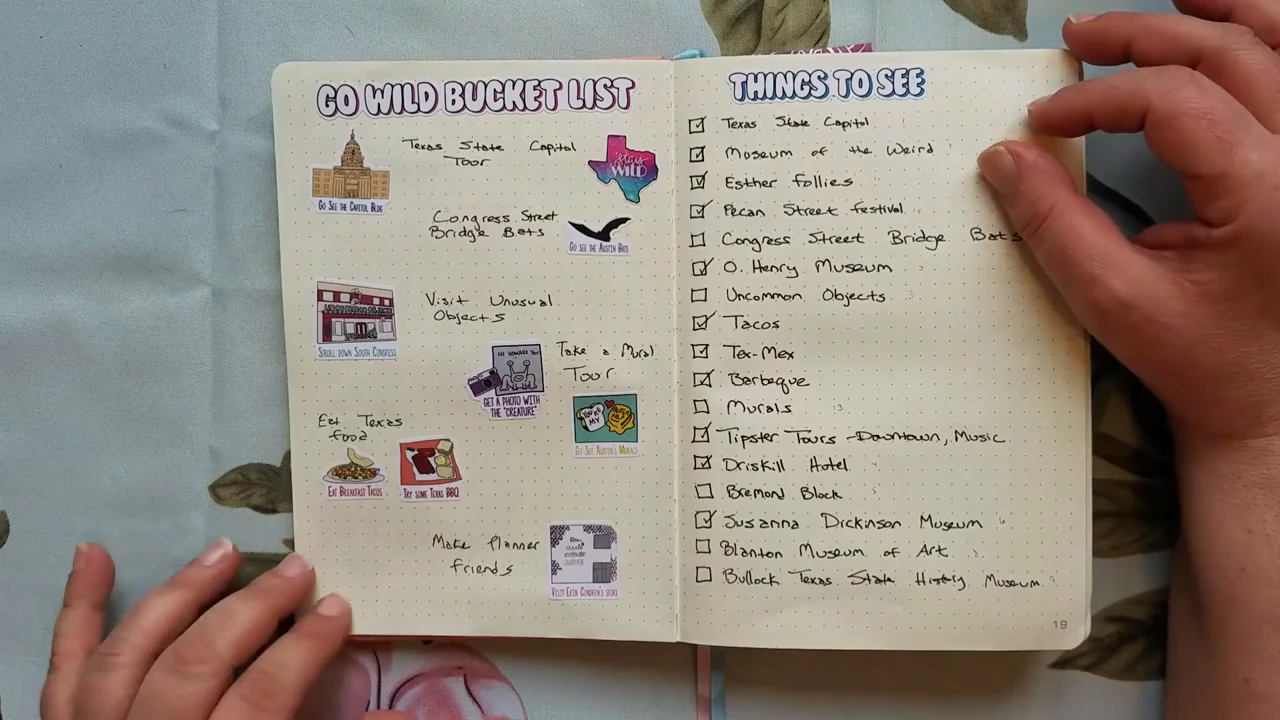 GO WILD BUCKET LIST
Texas State Capitol
Tour
stay
WILD
GO SEE THE CAPITOL BLDG
Congress Street
Bridge Bats
GO SEE THE AUSTIN BATS
Visit Unusual
Objects
STROLL DOWN SOUTH CONGRESS
HI HOW ARE YOU
GET A PHOTO WITH
THE "CREATURE"
Take a Mural
Tour
YOU'RE
MY
GO SEE AUSTIN'S MURALS
Eat Texas
food
EAT BREAKFAST TACOS
TRY SOME TEXAS BBQ
Make Planner
friends
VISIT ERIN CONDREN'S STORE
THINGS TO SEE
Texas State Capitol
Museum of the Weird
Esther follies
Pecan Street festival
Congress Street Bridge Bats
O. Henry Museum
Uncommon Objects
Tacos
Tex-Mex
Barbeque
Murals
Tipster Tours -Downtown, Music
Driskill Hotel
Bremond Block
Susanna Dickinson Museum
Blanton Museum of Art
Bullock Texas State History Museum
19